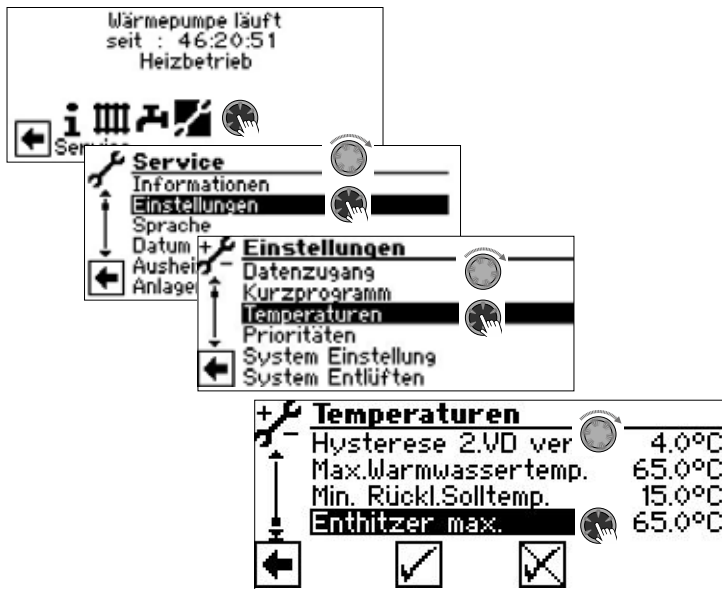 Wärmepumpe läuft
seit : 46:20:51
Heizbetrieb
Service
Service
Informationen
Einstellungen
Sprache
Datum
Aushei
Anlage
Einstellungen
Datenzugang
Kurzprogramm
Temperaturen
Prioritäten
System Einstellung
System Entlüften
Temperaturen
Hysterese 2.VD ver 4.0°C
Max.Warmwassertemp. 65.0°C
Min. Rückl.Solltemp. 15.0°C
Enthitzer max. 65.0°C